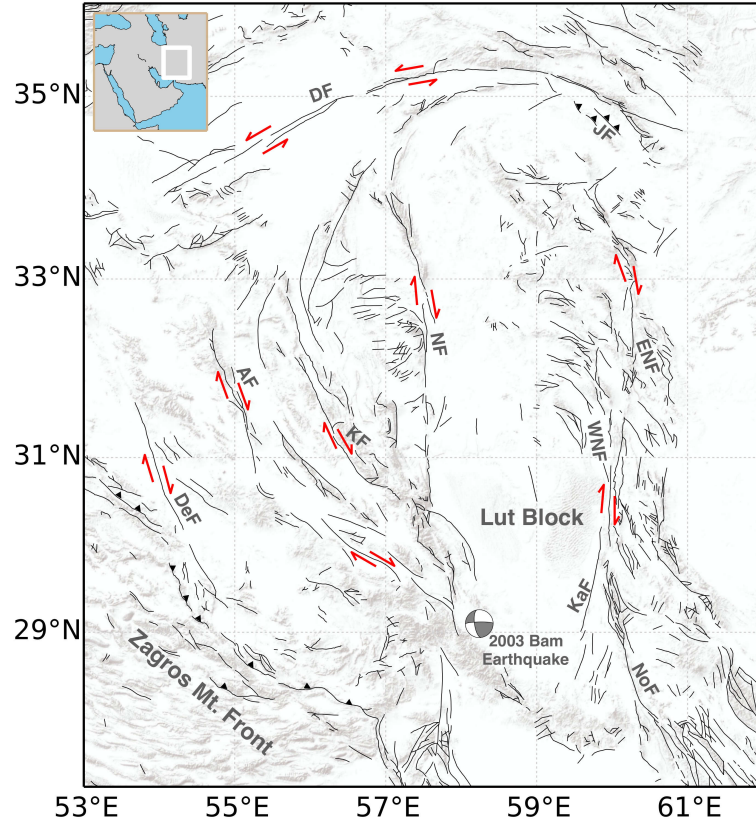 35°N
DF
JF
33°N
NF
ENF
AF
KF
WNF
31°N
DeF
Lut Block
KaF
29°N
2003 Bam
Earthquake
NoF
Zagros Mt. Front
53°E
55°E
57°E
59°E
61°E